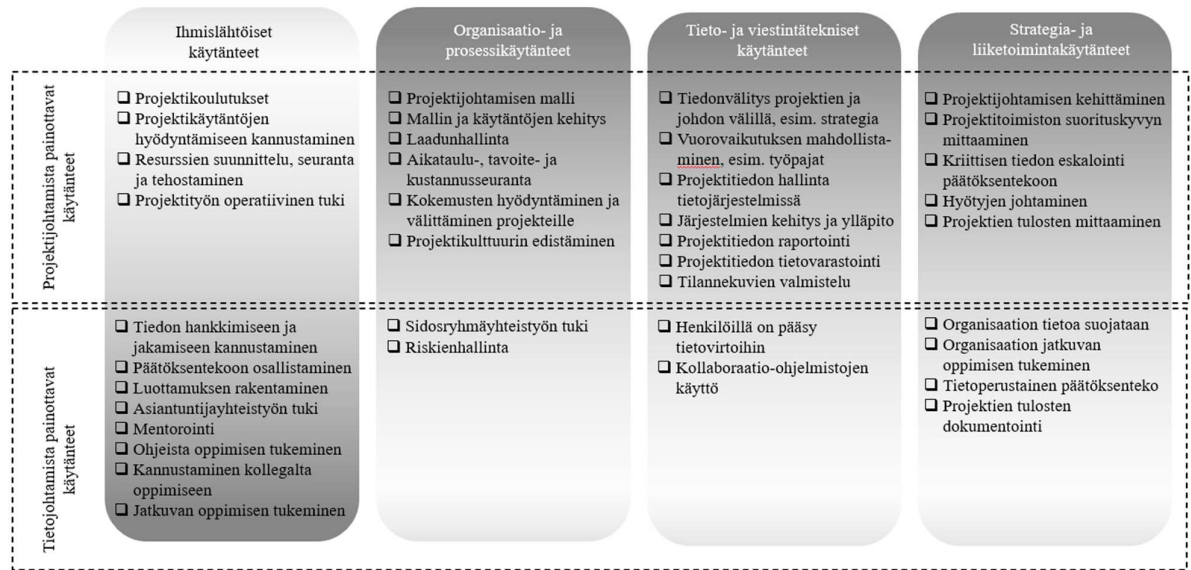 Ihmislähtöiset
käytänteet
Organisaatio- ja
prosessikäytänteet
Tieto- ja viestintätekniset
käytänteet
Strategia- ja
liiketoimintakäytänteet
Projektijohtamista painottavat
käytänteet
Projektikoulutukset
Projektikäytäntöjen
hyödyntämiseen kannustaminen
Resurssien suunnittelu, seuranta
ja tehostaminen
Projektityön operatiivinen tuki
Projektijohtamisen malli
Mallin ja käytäntöjen kehitys
Laadunhallinta
Aikataulu-, tavoite- ja
kustannusseuranta
Kokemusten hyödyntäminen ja
välittäminen projekteille
Projektikulttuurin edistäminen
Tiedonvälitys projektien ja
johdon välillä, esim. strategia
Vuorovaikutuksen mahdollista-
minen, esim. työpajat
Projektitiedon hallinta
tietojärjestelmissä
Järjestelmien kehitys ja ylläpito
Projektitiedon raportointi
Projektitiedon tietovarastointi
Tilannekuvien valmistelu
Projektijohtamisen kehittäminen
Projektitoimiston suorituskyvyn
mittaaminen
Kriittisen tiedon eskalointi
päätöksentekoon
Hyötyjen johtaminen
Projektien tulosten mittaaminen
Tietojohtamista painottavat
käytänteet
Tiedon hankkimiseen ja
jakamiseen kannustaminen
Päätöksentekoon osallistaminen
Luottamuksen rakentaminen
Asiantuntijayhteistyön tuki
Mentorointi
Ohjeista oppimisen tukeminen
Kannustaminen kollegalta
oppimiseen
Jatkuvan oppimisen tukeminen
Sidosryhmäyhteistyön tuki
Riskienhallinta
Henkilöillä on pääsy
tietovirtoihin
Kollaboraatio-ohjelmistojen
käyttö
Organisaation tietoa suojataan
Organisaation jatkuvan
oppimisen tukeminen
Tietoperustainen päätöksenteko
Projektien tulosten
dokumentointi